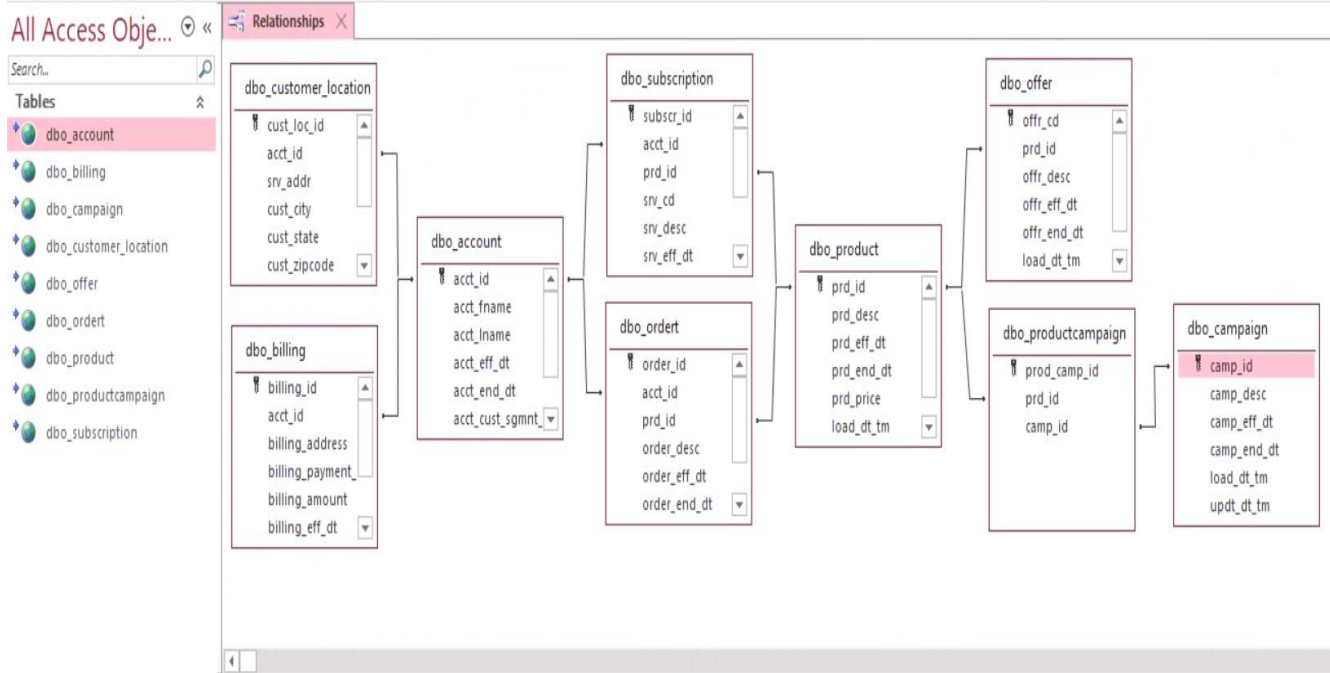 All Access Obje...
Search...
Tables
dbo_account
dbo_billing
dbo_campaign
dbo_customer_location
dbo_offer
dbo_ordert
dbo_product
dbo_productcampaign
dbo_subscription
Relationships
dbo_customer_location
cust_loc_id
acct_id
srv_addr
cust_city
cust_state
cust_zipcode
dbo_billing
billing_id
acct_id
billing_address
billing_payment_
billing_amount
billing_eff_dt
dbo_account
acct_id
acct_fname
acct_lname
acct_eff_dt
acct_end_dt
acct_cust_sgmnt_
dbo_subscription
subscr_id
acct_id
prd_id
srv_cd
srv_desc
srv_eff_dt
dbo_ordert
order_id
acct_id
prd_id
order_desc
order_eff_dt
order_end_dt
dbo_product
prd_id
prd_desc
prd_eff_dt
prd_end_dt
prd_price
load_dt_tm
dbo_offer
offr_cd
prd_id
offr_desc
offr_eff_dt
offr_end_dt
load_dt_tm
dbo_productcampaign
prod_camp_id
prd_id
camp_id
dbo_campaign
camp_id
camp_desc
camp_eff_dt
camp_end_dt
load_dt_tm
updt_dt_tm